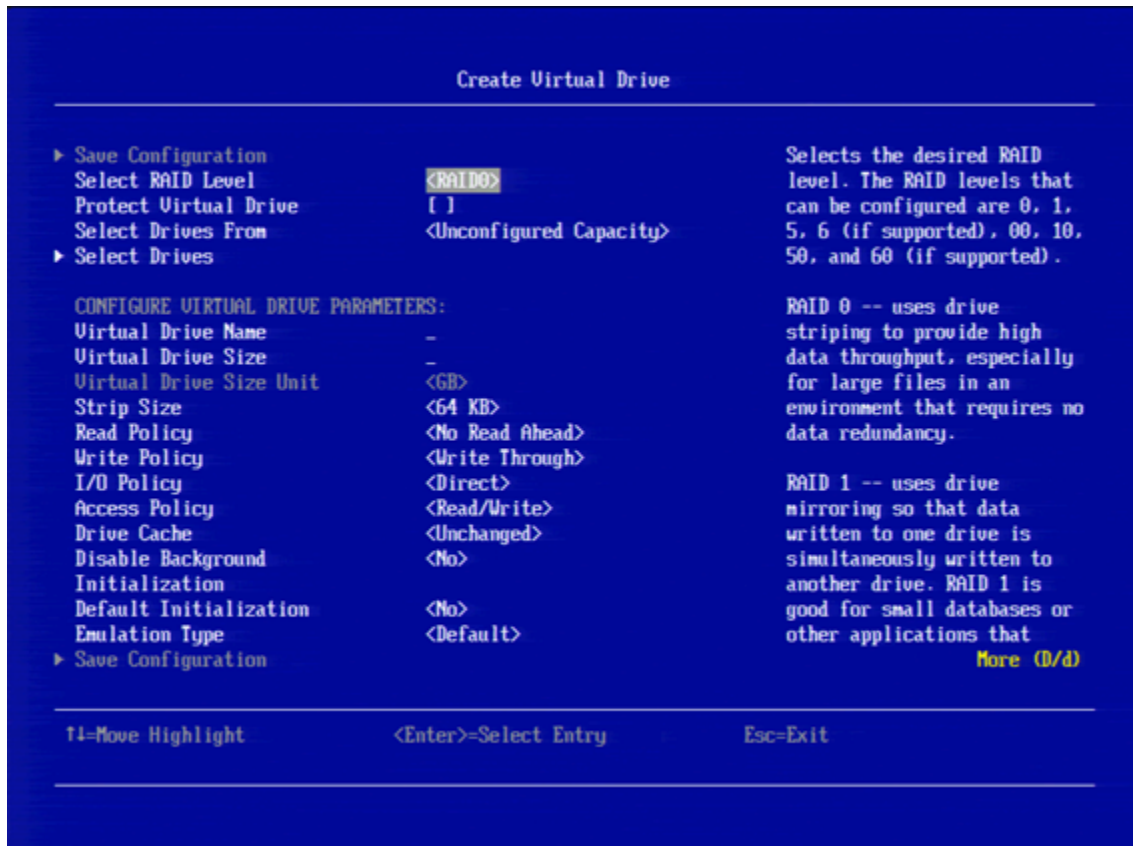 Create Virtual Drive
▶ Save Configuration
Select RAID Level <RAID0>
Protect Virtual Drive [ ]
Select Drives From <Unconfigured Capacity>
▶ Select Drives
CONFIGURE VIRTUAL DRIVE PARAMETERS:
Virtual Drive Name _
Virtual Drive Size _
Virtual Drive Size Unit <GB>
Strip Size <64 KB>
Read Policy <No Read Ahead>
Write Policy <Write Through>
I/O Policy <Direct>
Access Policy <Read/Write>
Drive Cache <Unchanged>
Disable Background <No>
Initialization
Default Initialization <No>
Emulation Type <Default>
▶ Save Configuration
Selects the desired RAID
level. The RAID levels that
can be configured are 0, 1,
5, 6 (if supported), 00, 10,
50, and 60 (if supported).
RAID 0 -- uses drive
striping to provide high
data throughput, especially
for large files in an
environment that requires no
data redundancy.
RAID 1 -- uses drive
mirroring so that data
written to one drive is
simultaneously written to
another drive. RAID 1 is
good for small databases or
other applications that
More (D/d)
↑↓=Move Highlight <Enter>=Select Entry Esc=Exit